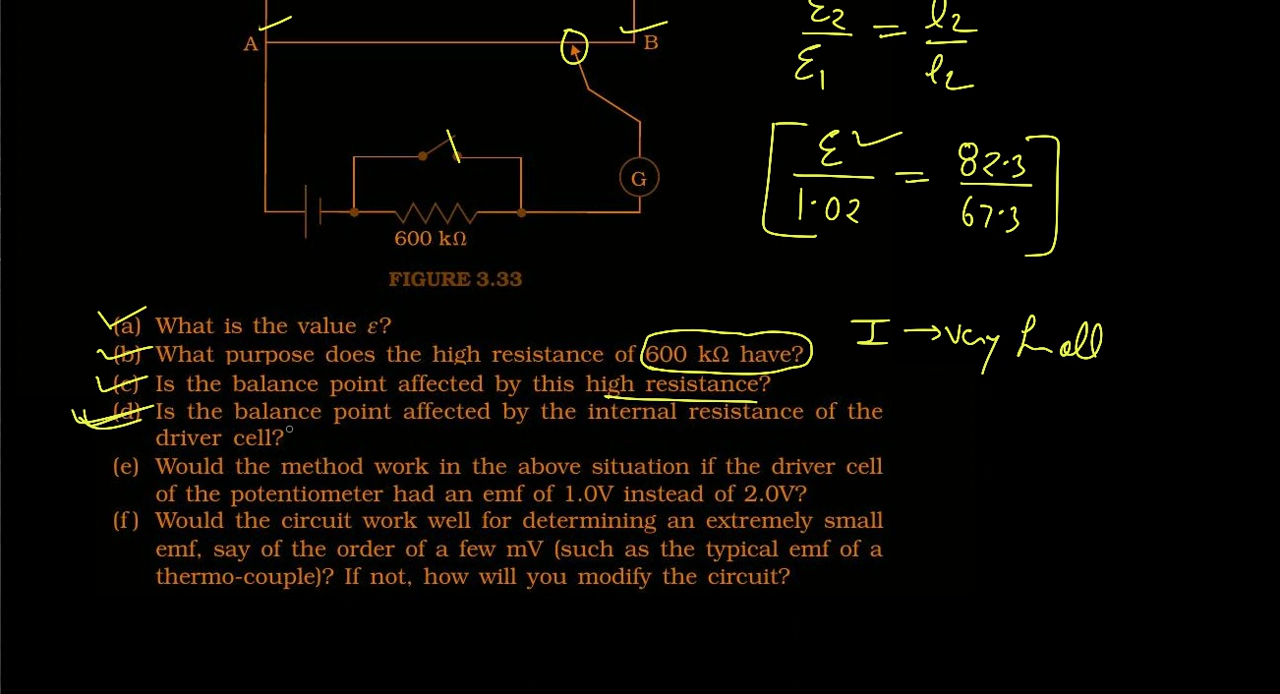 ε2/ε1 = l2/l2
A
B
ε/1.02 = 82.3/67.3
G
600 kΩ
FIGURE 3.33
(a) What is the value ε?
(b) What purpose does the high resistance of 600 kΩ have?
I → very small
(c) Is the balance point affected by this high resistance?
(d) Is the balance point affected by the internal resistance of the
driver cell?
(e) Would the method work in the above situation if the driver cell
of the potentiometer had an emf of 1.0V instead of 2.0V?
(f) Would the circuit work well for determining an extremely small
emf, say of the order of a few mV (such as the typical emf of a
thermo-couple)? If not, how will you modify the circuit?